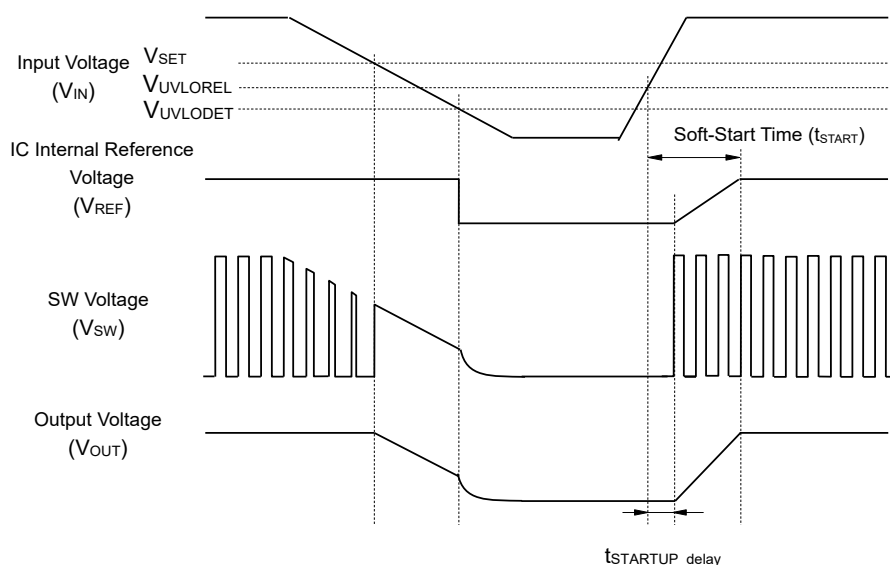 Input Voltage
(VIN)
VSET
VUVLOREL
VUVLODET
Soft-Start Time (tSTART)
IC Internal Reference
Voltage
(VREF)
SW Voltage
(VSW)
Output Voltage
(VOUT)
tSTARTUP delay